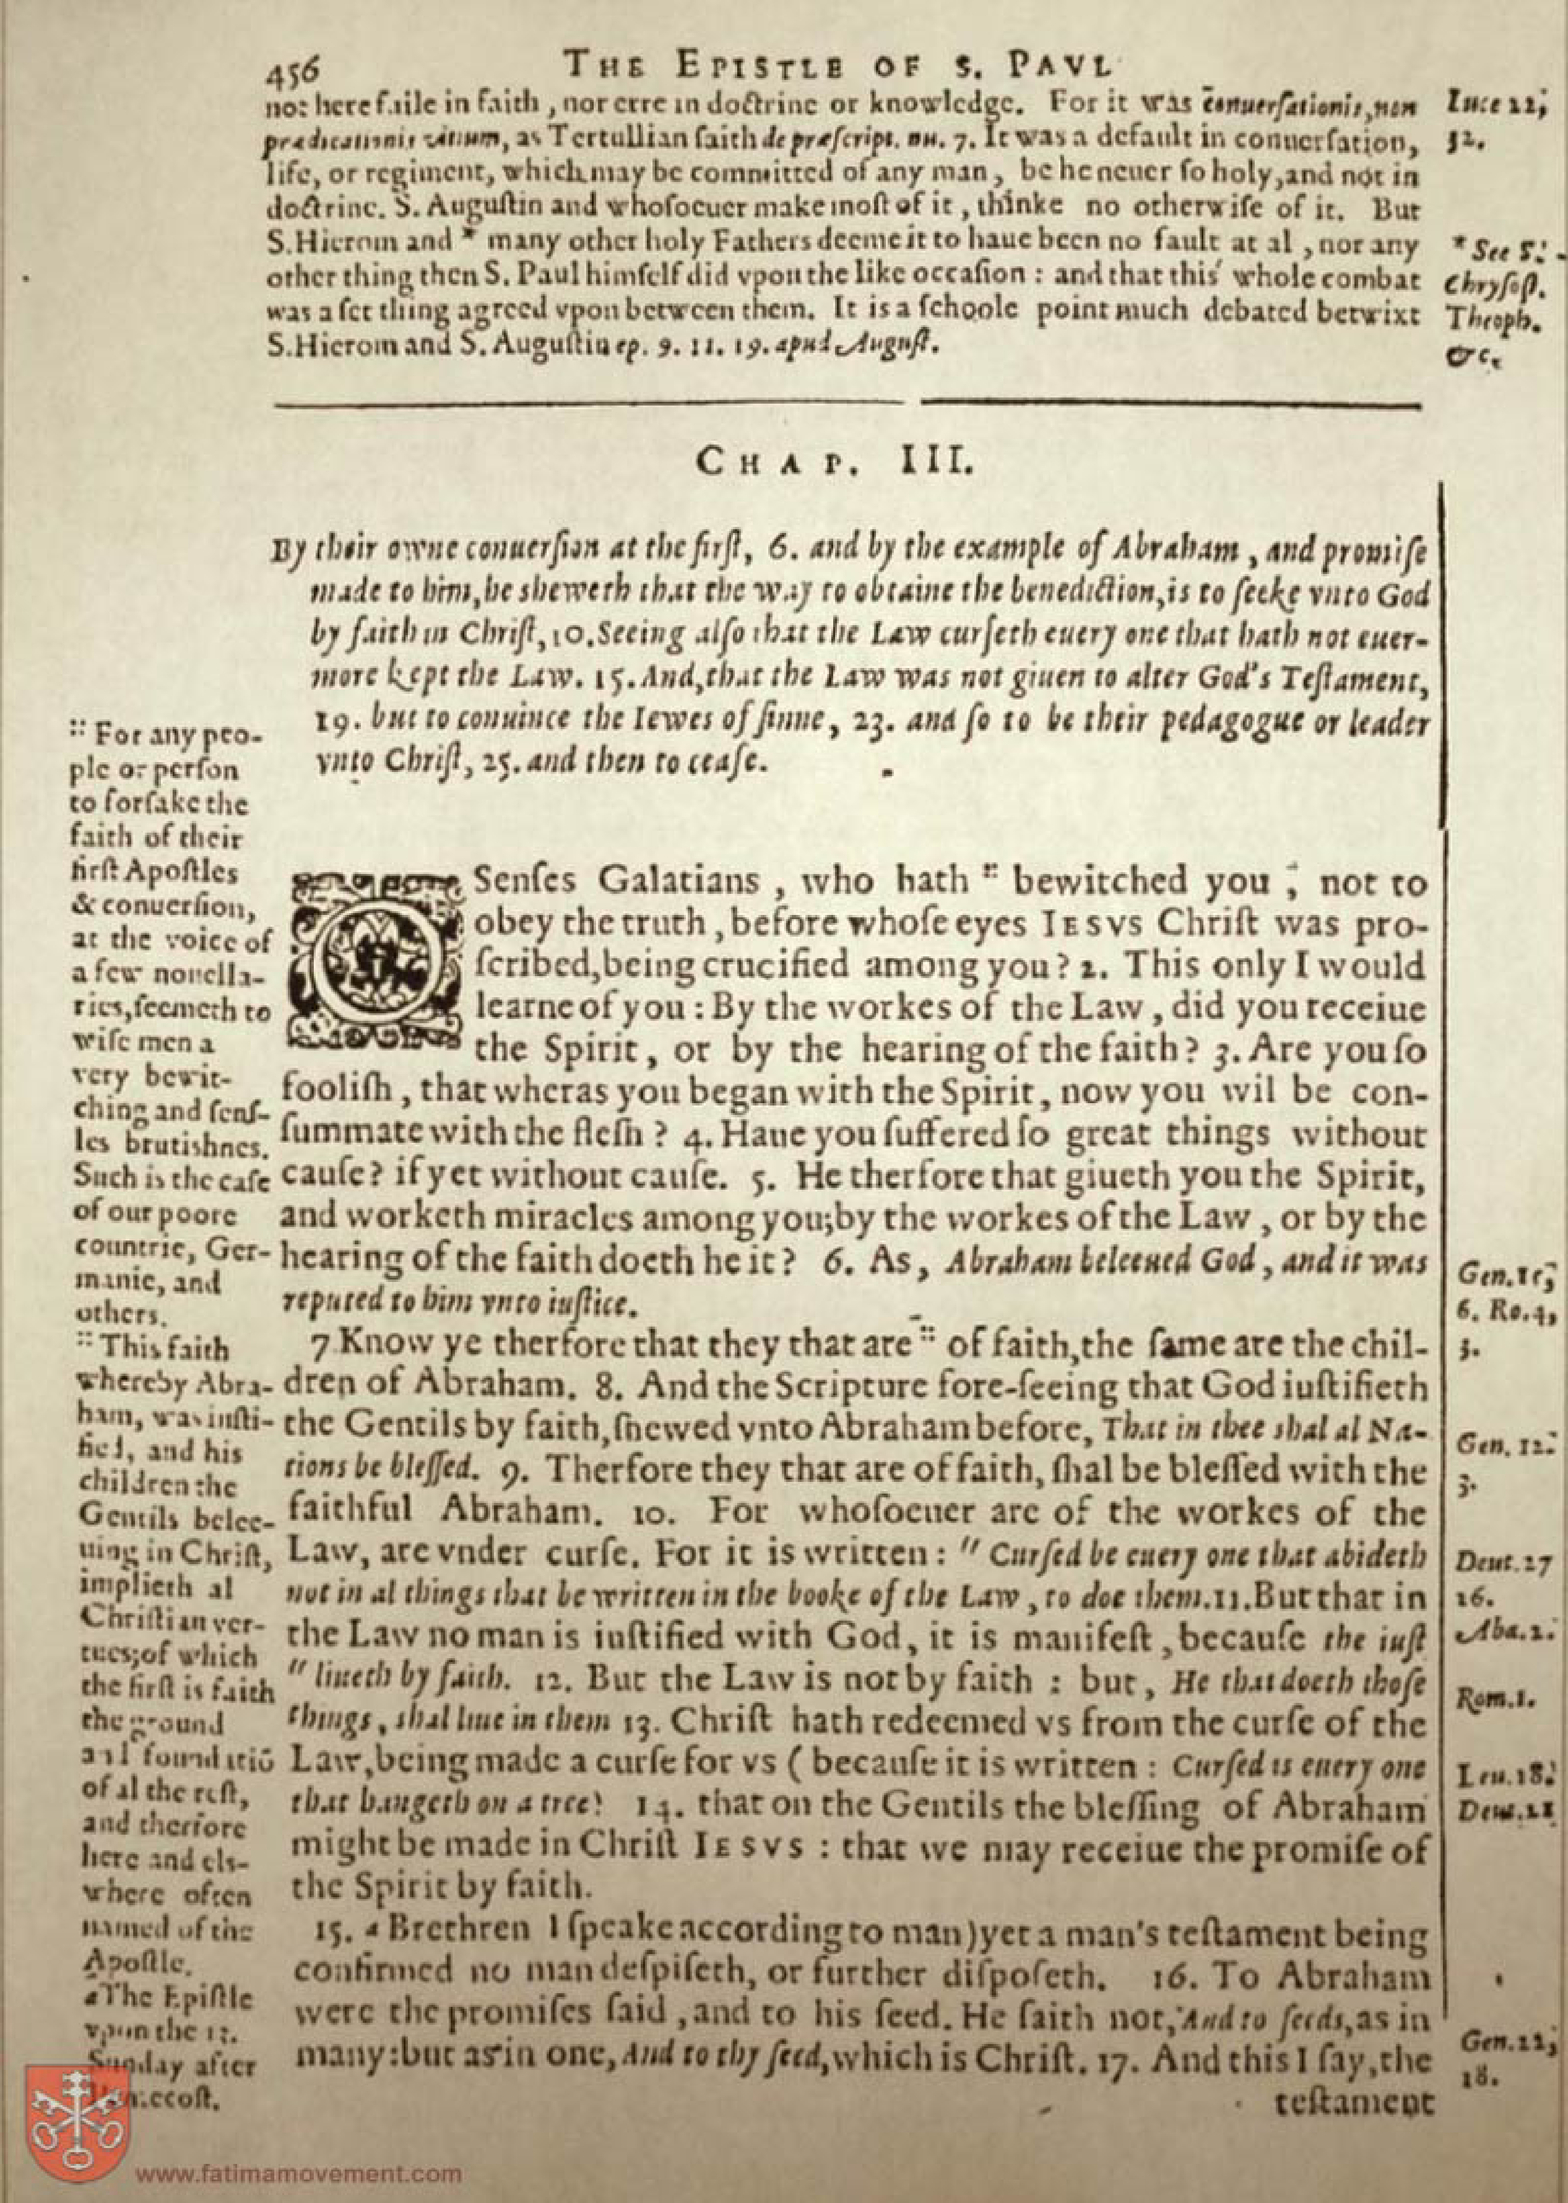 456 THE EPISTLE OF S. PAVL
not here faile in faith, nor erre in doctrine or knowledge. For it was conuerſationis, non
prædicationis vitium, as Tertullian ſaith de præſcript. nu. 7. It was a default in conuerſation,
life, or regiment, which may be committed of any man, be he neuer ſo holy, and not in
doctrine. S. Auguſtin and whoſoeuer make moſt of it, thinke no otherwiſe of it. But
S. Hierom and * many other holy Fathers deeme it to haue been no fault at al, nor any
other thing then S. Paul himſelf did vpon the like occaſion: and that this whole combat
was a ſet thing agreed vpon between them. It is a ſchoole point much debated betwixt
S. Hierom and S. Auguſtin ep. 9. 11. 19. apud Auguſt.
Luce 22,
32.
* See S.
Chryſoſt.
Theoph.
&c.
CHAP. III.
By their owne conuerſion at the firſt, 6. and by the example of Abraham, and promiſe
made to him, he sheweth that the way to obtaine the benediction, is to ſeeke vnto God
by faith in Chriſt, 10. Seeing alſo that the Law curſeth euery one that hath not euer-
more kept the Law. 15. And, that the Law was not giuen to alter God's Teſtament,
19. but to conuince the Iewes of ſinne, 23. and ſo to be their pedagogue or leader
vnto Chriſt, 25. and then to ceaſe.
:: For any peo-
ple or perſon
to forſake the
faith of their
firſt Apoſtles
& conuerſion,
at the voice of
a few nouella-
ries, ſeemeth to
wiſe men a
very bewit-
ching and ſenſ-
les brutishnes.
Such is the caſe
of our poore
countrie, Ger-
manie, and
others.
:: This faith
whereby Abra-
ham, was iuſti-
fied, and his
children the
Gentils belee-
uing in Chriſt,
implieth al
Chriſtian ver-
tues; of which
the firſt is faith
the ground
and foundatiõ
of al the reſt,
and therfore
here and els-
where often
named of the
Apoſtle.
a The Epiſtle
vpon the 13.
Sunday after
Pentecoſt.
O Senſes Galatians, who hath :: bewitched you, not to
obey the truth, before whoſe eyes IESVS Chriſt was pro-
ſcribed, being crucified among you? 2. This only I would
learne of you: By the workes of the Law, did you receiue
the Spirit, or by the hearing of the faith? 3. Are you ſo
fooliſh, that wheras you began with the Spirit, now you wil be con-
ſummate with the fleſh? 4. Haue you ſuffered ſo great things without
cauſe? if yet without cauſe. 5. He therfore that giueth you the Spirit,
and worketh miracles among you; by the workes of the Law, or by the
hearing of the faith doeth he it? 6. As, Abraham beleeued God, and it was
reputed to him vnto iuſtice.
7 Know ye therfore that they that are :: of faith, the ſame are the chil-
dren of Abraham. 8. And the Scripture fore-ſeeing that God iuſtifieth
the Gentils by faith, ſhewed vnto Abraham before, That in thee shal al Na-
tions be bleſſed. 9. Therfore they that are of faith, ſhal be bleſſed with the
faithful Abraham. 10. For whoſoeuer are of the workes of the
Law, are vnder curſe. For it is written: " Curſed be euery one that abideth
not in al things that be written in the booke of the Law, to doe them. 11. But that in
the Law no man is iuſtified with God, it is manifeſt, becauſe the iuſt
" liueth by faith. 12. But the Law is not by faith: but, He that doeth thoſe
things, shal liue in them 13. Chriſt hath redeemed vs from the curſe of the
Law, being made a curſe for vs (becauſe it is written: Curſed is euery one
that hangeth on a tree) 14. that on the Gentils the bleſſing of Abraham
might be made in Chriſt IESVS: that we may receiue the promiſe of
the Spirit by faith.
15. a Brethren I ſpeake according to man) yet a man's teſtament being
confirmed no man deſpiſeth, or further diſpoſeth. 16. To Abraham
were the promiſes ſaid, and to his ſeed. He ſaith not, And to ſeeds, as in
many: but as in one, And to thy ſeed, which is Chriſt. 17. And this I ſay, the
teſtament
Gen. 15,
6. Ro. 4,
3.
Gen. 12.
3.
Deut. 27
26.
Aba. 2.
Rom. 1.
Leu. 18.
Deut. 21
Gen. 22,
18.
www.fatimamovement.com